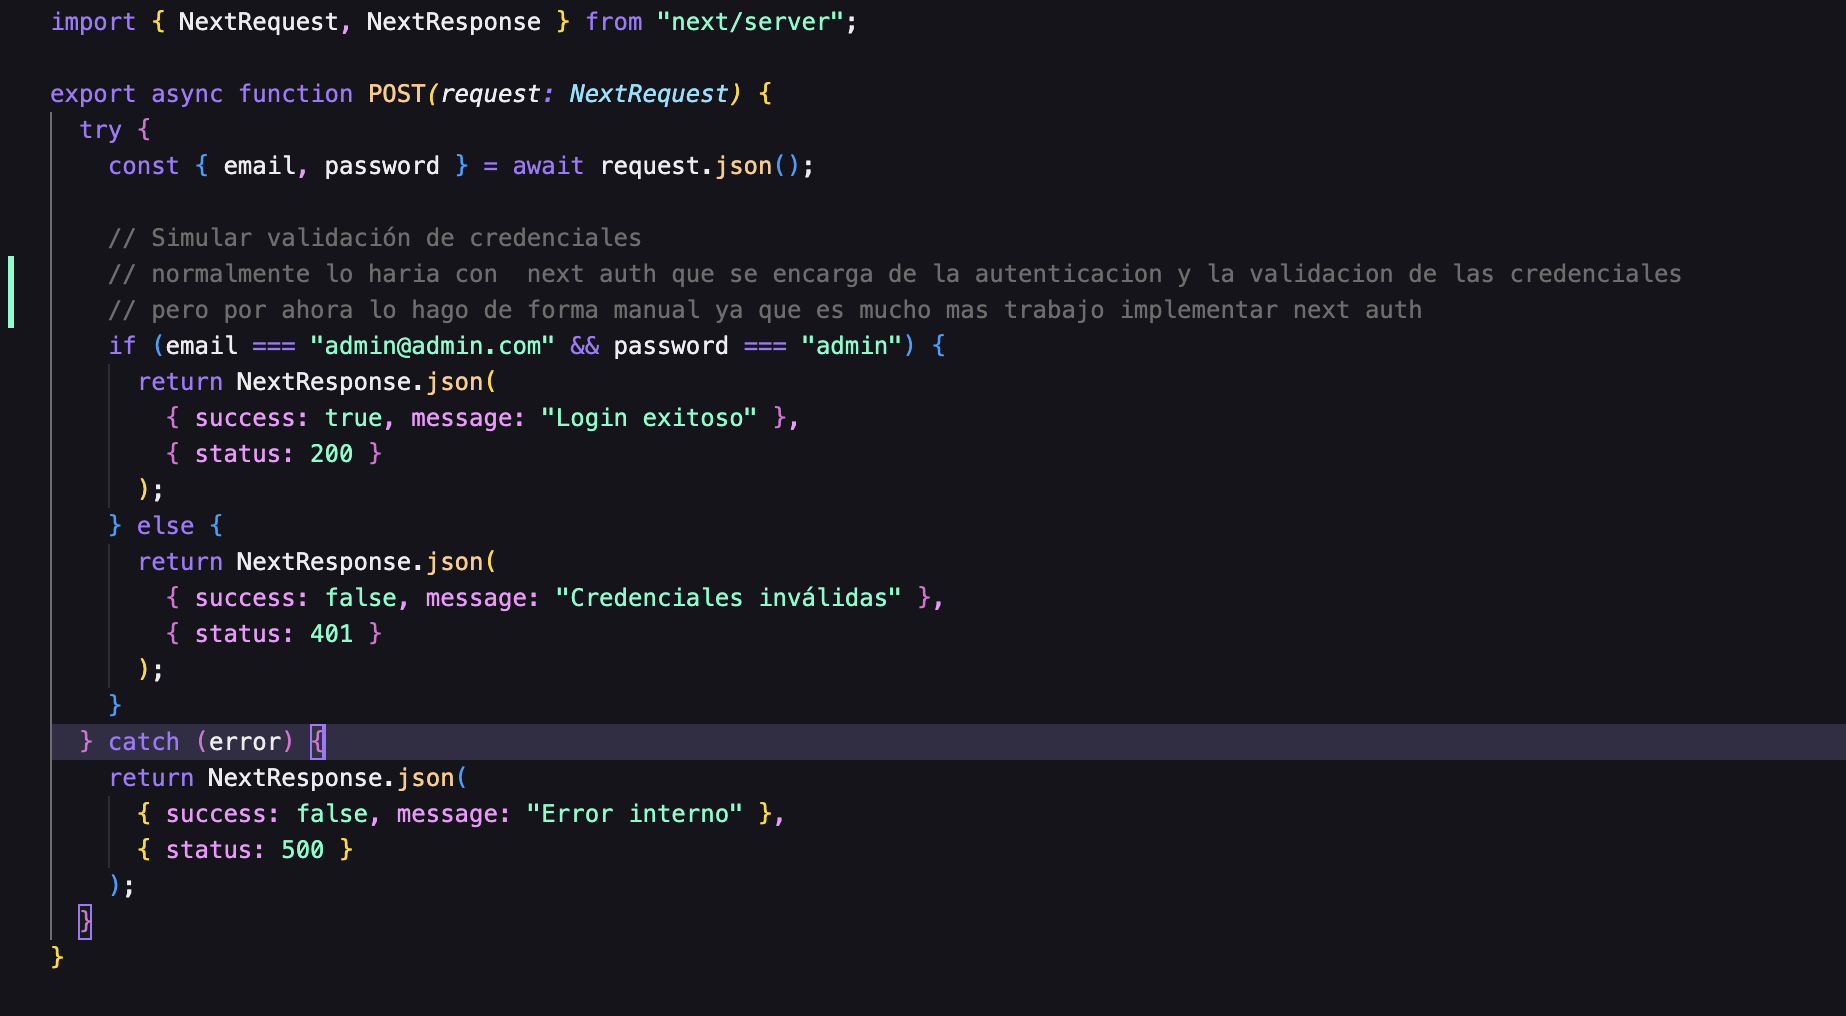 import { NextRequest, NextResponse } from "next/server";

export async function POST(request: NextRequest) {
  try {
    const { email, password } = await request.json();

    // Simular validación de credenciales
    // normalmente lo haria con  next auth que se encarga de la autenticacion y la validacion de las credenciales
    // pero por ahora lo hago de forma manual ya que es mucho mas trabajo implementar next auth
    if (email === "admin@admin.com" && password === "admin") {
      return NextResponse.json(
        { success: true, message: "Login exitoso" },
        { status: 200 }
      );
    } else {
      return NextResponse.json(
        { success: false, message: "Credenciales inválidas" },
        { status: 401 }
      );
    }
  } catch (error) {
    return NextResponse.json(
      { success: false, message: "Error interno" },
      { status: 500 }
    );
  }
}